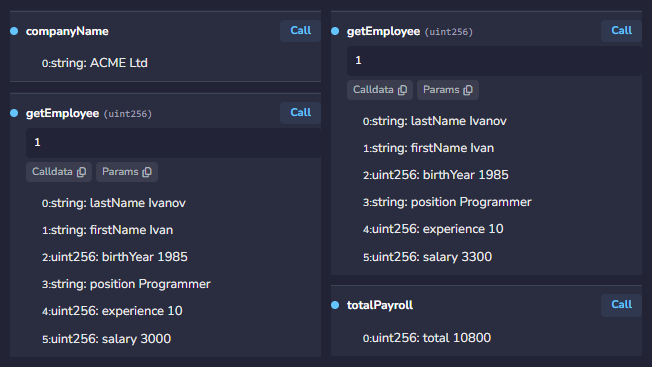 companyName
Call
0:string: ACME Ltd
getEmployee (uint256)
Call
1
Calldata
Params
0:string: lastName Ivanov
1:string: firstName Ivan
2:uint256: birthYear 1985
3:string: position Programmer
4:uint256: experience 10
5:uint256: salary 3000
getEmployee (uint256)
Call
1
Calldata
Params
0:string: lastName Ivanov
1:string: firstName Ivan
2:uint256: birthYear 1985
3:string: position Programmer
4:uint256: experience 10
5:uint256: salary 3300
totalPayroll
Call
0:uint256: total 10800